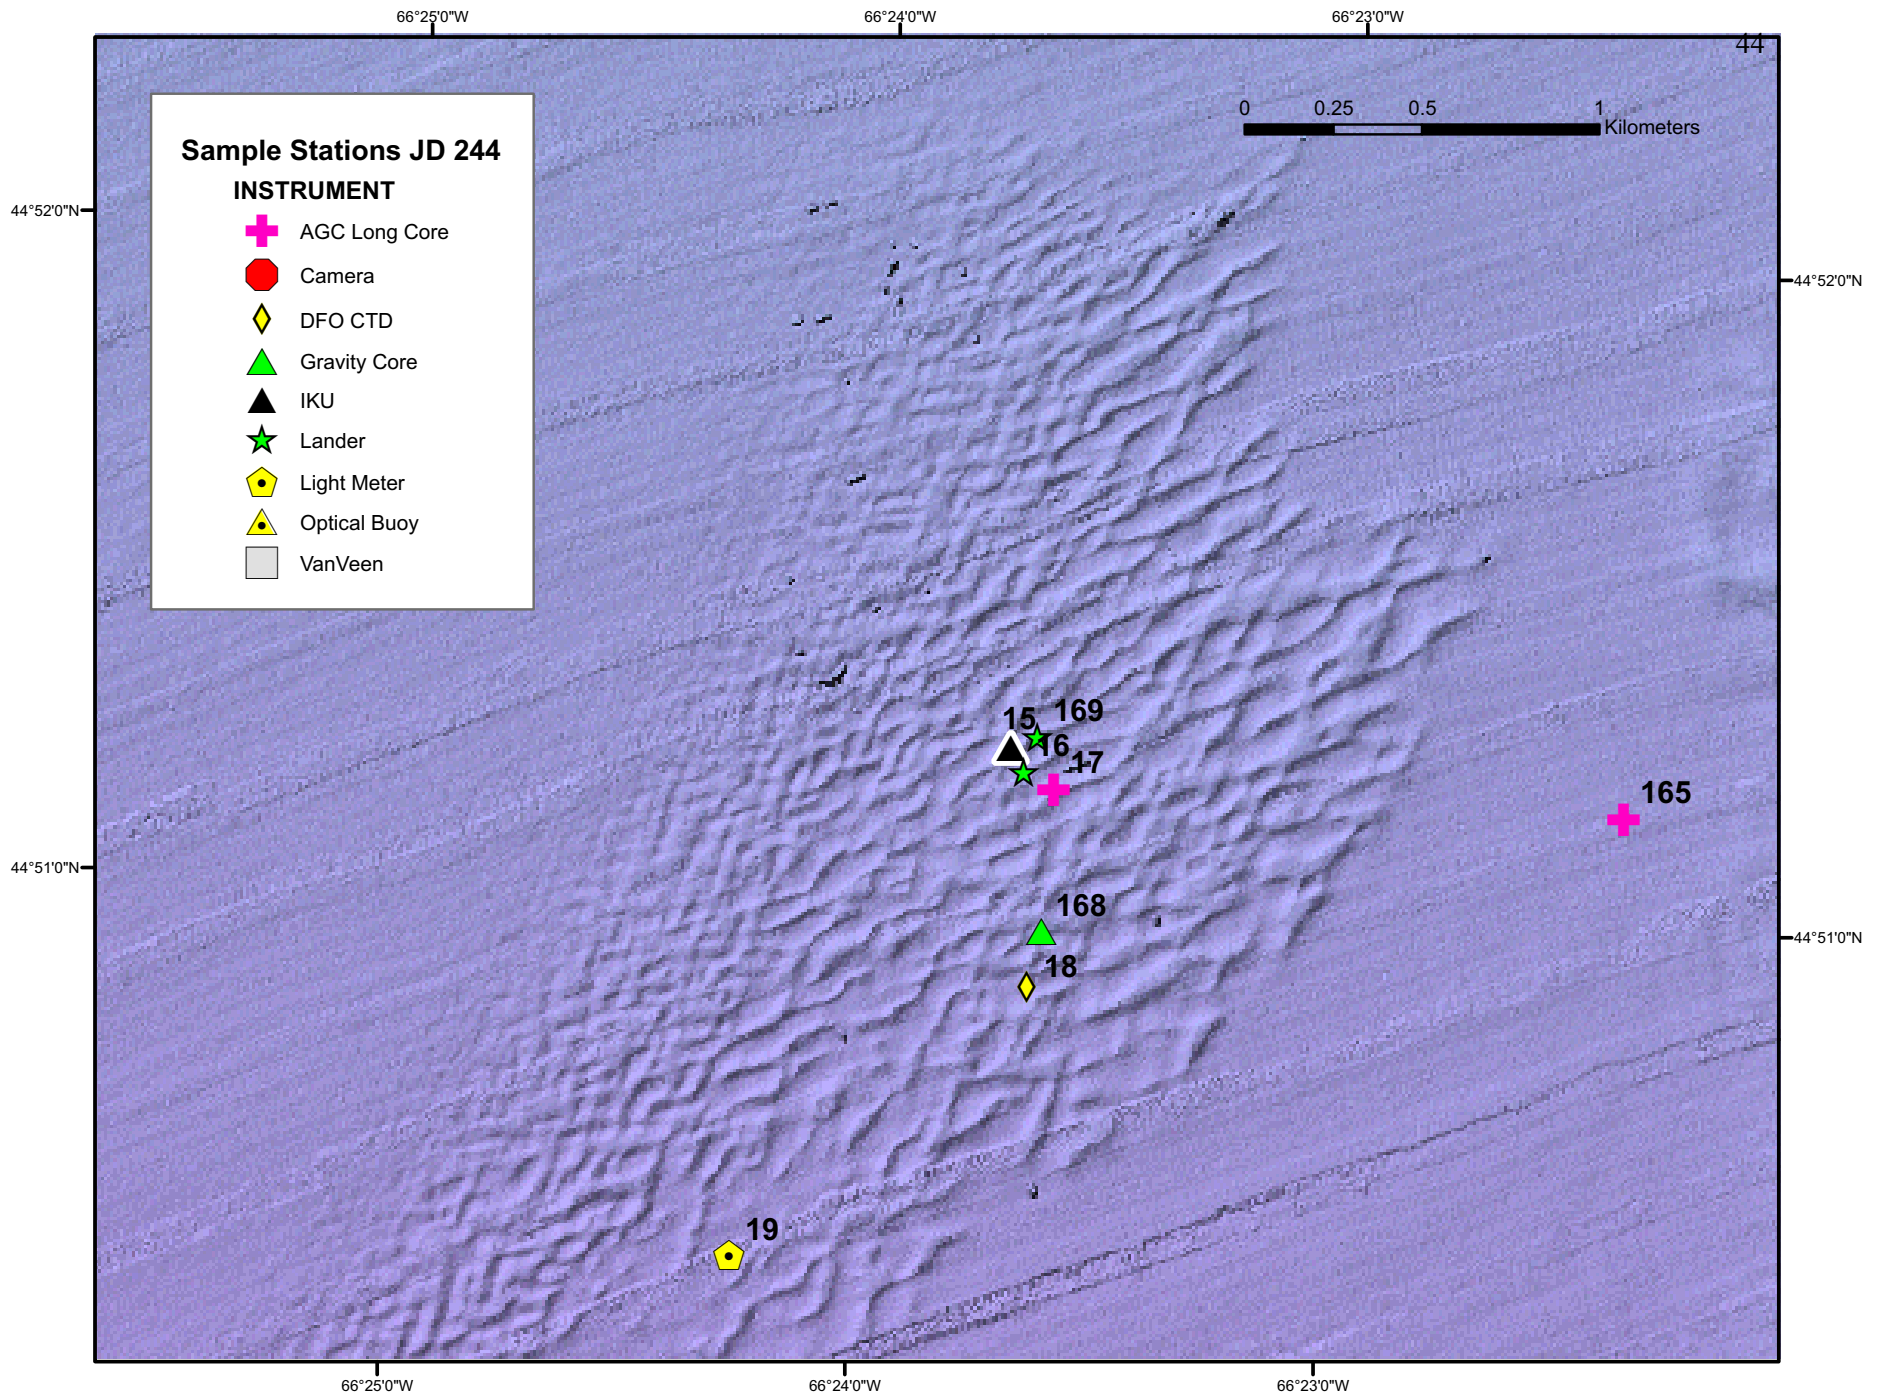 66°25'0"W 66°24'0"W 66°23'0"W
44
0 0.25 0.5 1
Kilometers
Sample Stations JD 244
INSTRUMENT
44°52'0"N
AGC Long Core
Camera
44°52'0"N
DFO CTD
Gravity Core
IKU
Lander
Light Meter
Optical Buoy
VanVeen
15 169
16
17
165
44°51'0"N
168
44°51'0"N
18
19
66°25'0"W 66°24'0"W 66°23'0"W